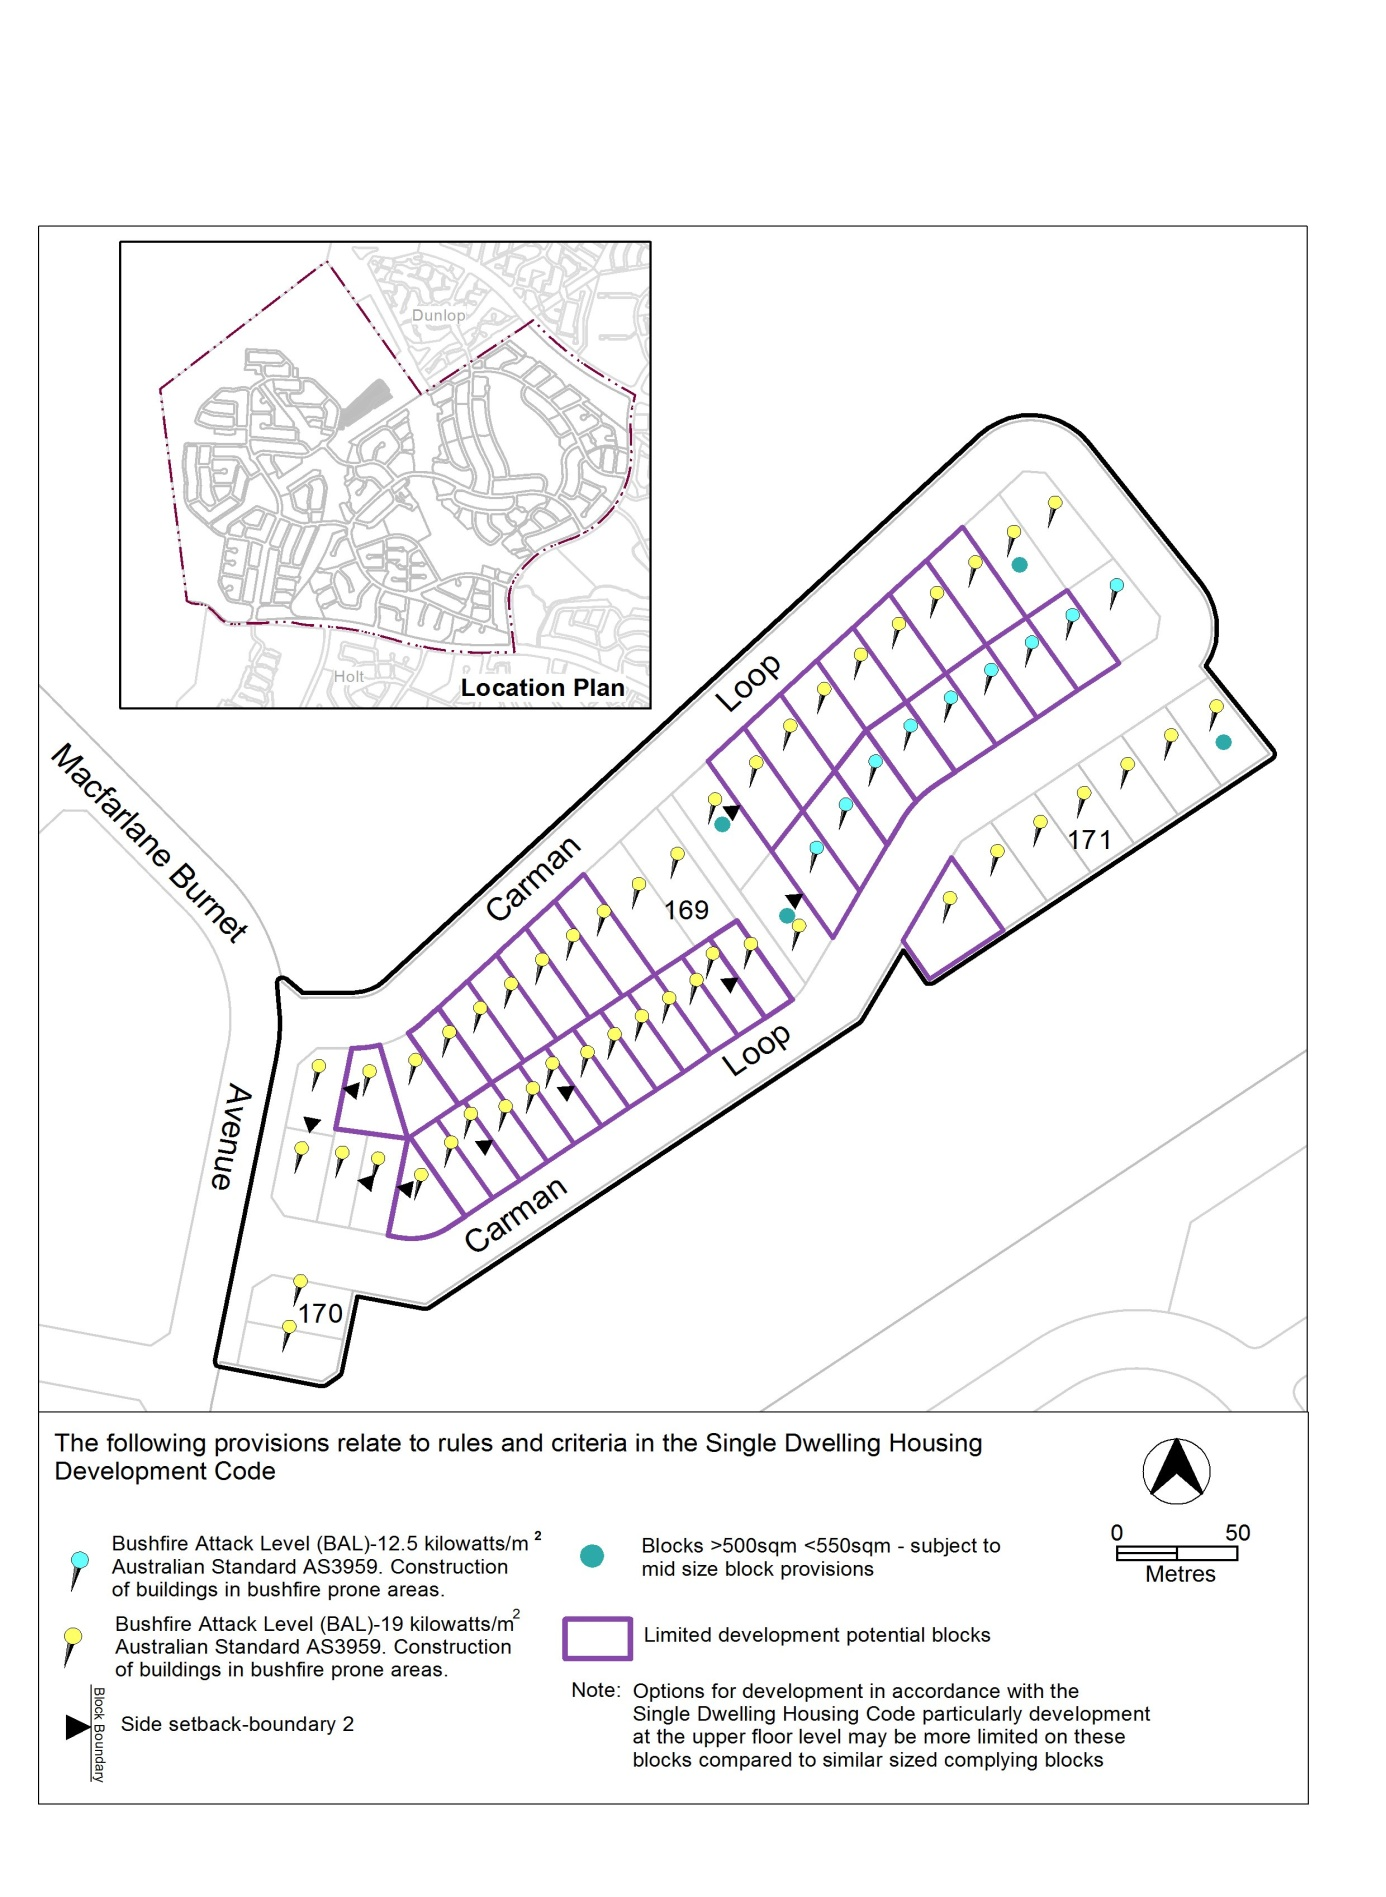 Dunlop
Holt
Location Plan
Macfarlane Burnet
Avenue
Loop
Carman
169
171
Loop
Carman
170
The following provisions relate to rules and criteria in the Single Dwelling Housing
Development Code
Bushfire Attack Level (BAL)-12.5 kilowatts/m 2
Australian Standard AS3959. Construction
of buildings in bushfire prone areas.
Bushfire Attack Level (BAL)-19 kilowatts/m2
Australian Standard AS3959. Construction
of buildings in bushfire prone areas.
Block Boundary
Side setback-boundary 2
Blocks >500sqm <550sqm - subject to
mid size block provisions
Limited development potential blocks
Note: Options for development in accordance with the
Single Dwelling Housing Code particularly development
at the upper floor level may be more limited on these
blocks compared to similar sized complying blocks
0 50
Metres